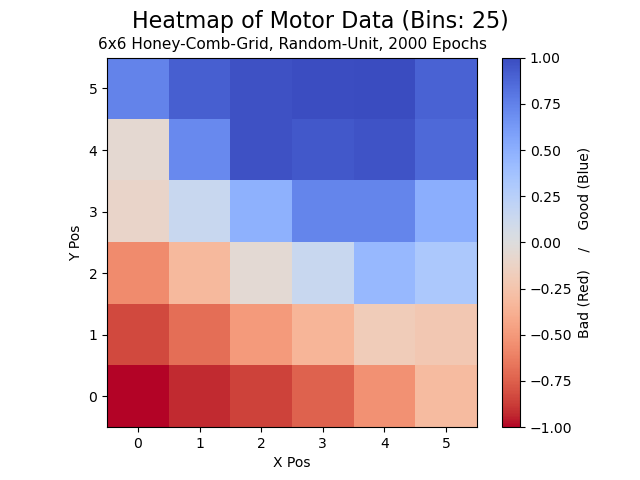 Heatmap of Motor Data (Bins: 25)
6x6 Honey-Comb-Grid, Random-Unit, 2000 Epochs
5
4
3
2
1
0
Y Pos
0 1 2 3 4 5
X Pos
1.00
0.75
0.50
0.25
0.00
−0.25
−0.50
−0.75
−1.00
Bad (Red) / Good (Blue)